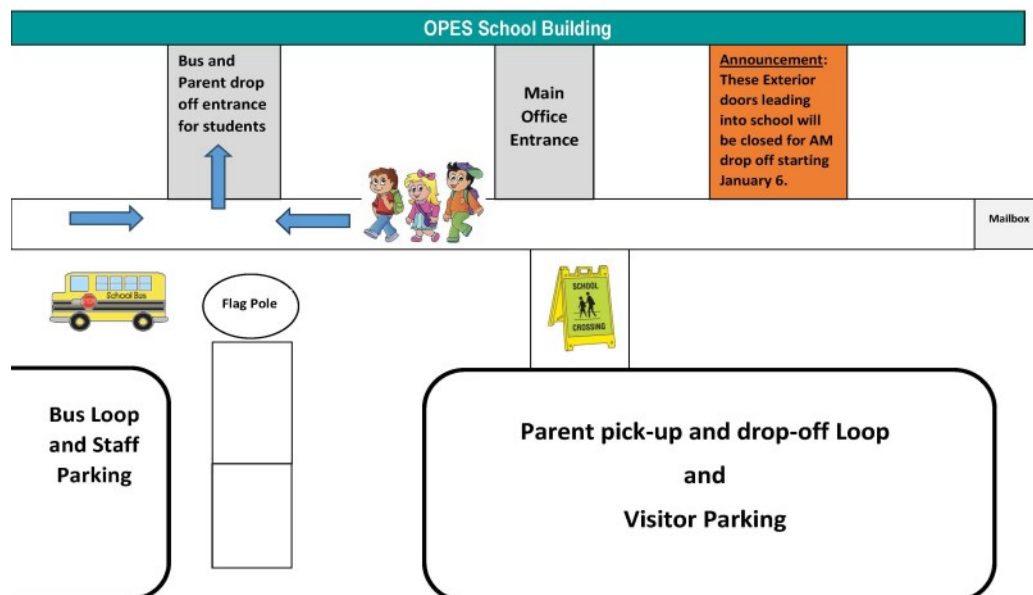 OPES School Building
Bus and
Parent drop
off entrance
for students
Main
Office
Entrance
Announcement:
These Exterior
doors leading
into school will
be closed for AM
drop off starting
January 6.
Mailbox
School Bus
STOP
Flag Pole
SCHOOL
CROSSING
Bus Loop
and Staff
Parking
Parent pick-up and drop-off Loop
and
Visitor Parking